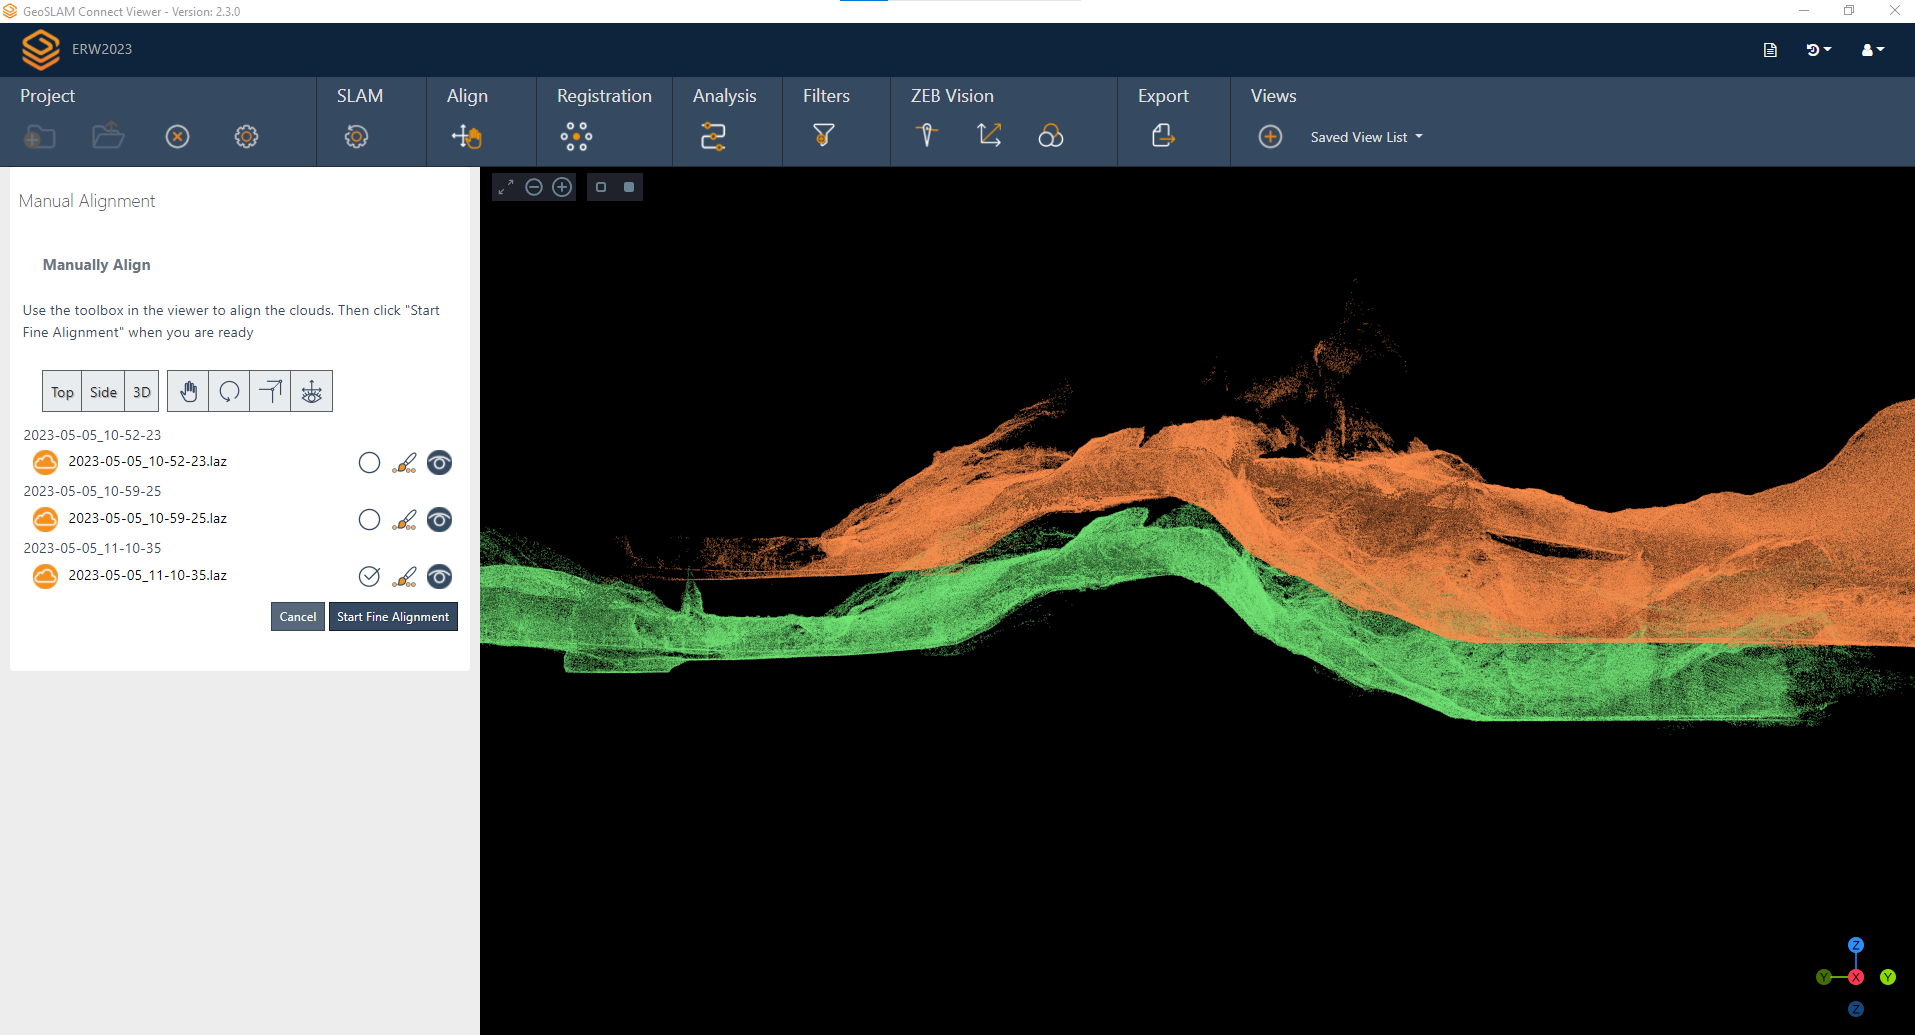 GeoSLAM Connect Viewer - Version: 2.3.0
ERW2023
Project
SLAM
Align
Registration
Analysis
Filters
ZEB Vision
Export
Views
Saved View List
Manual Alignment
Manually Align
Use the toolbox in the viewer to align the clouds. Then click "Start
Fine Alignment" when you are ready
Top
Side
3D
2023-05-05_10-52-23
2023-05-05_10-52-23.laz
2023-05-05_10-59-25
2023-05-05_10-59-25.laz
2023-05-05_11-10-35
2023-05-05_11-10-35.laz
Cancel
Start Fine Alignment
Z
Y
X
Y
Z